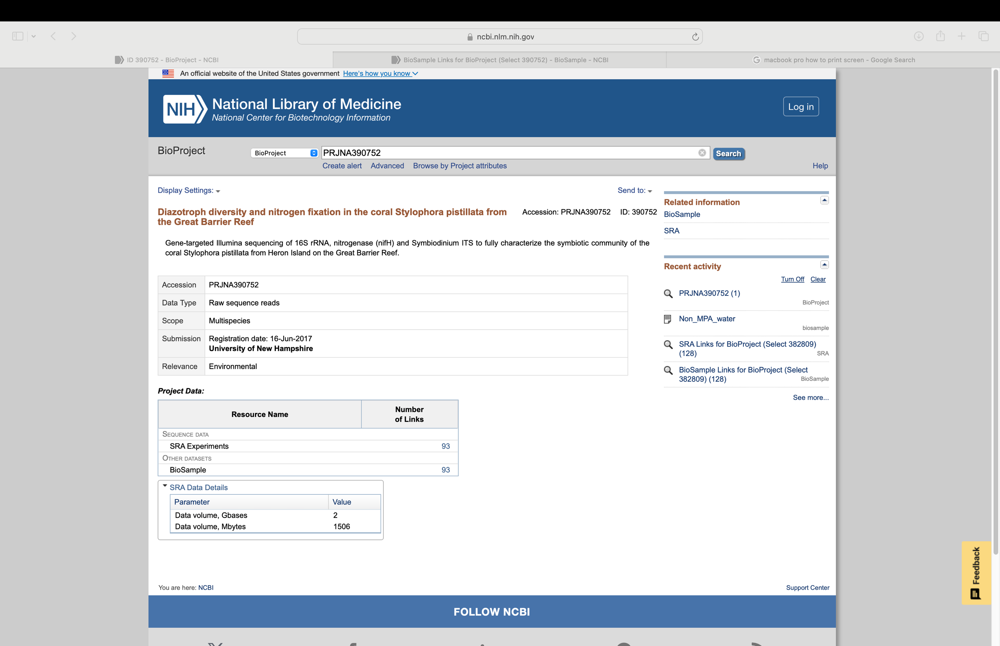 ncbi.nlm.nih.gov
ID 390752 - BioProject - NCBI
BioSample Links for BioProject (Select 390752) - BioSample - NCBI
macbook pro how to print screen - Google Search
An official website of the United States government Here's how you know
NIH National Library of Medicine
National Center for Biotechnology Information
Log in
BioProject
BioProject
PRJNA390752
Search
Create alert Advanced Browse by Project attributes
Help
Display Settings:
Send to:
Diazotroph diversity and nitrogen fixation in the coral Stylophora pistillata from
the Great Barrier Reef
Accession: PRJNA390752 ID: 390752
Gene-targeted Illumina sequencing of 16S rRNA, nitrogenase (nifH) and Symbiodinium ITS to fully characterize the symbiotic community of the
coral Stylophora pistillata from Heron Island on the Great Barrier Reef.
Accession PRJNA390752
Data Type Raw sequence reads
Scope Multispecies
Submission Registration date: 16-Jun-2017
University of New Hampshire
Relevance Environmental
Project Data:
Resource Name Number
of Links
SEQUENCE DATA
SRA Experiments 93
OTHER DATASETS
BioSample 93
SRA Data Details
Parameter Value
Data volume, Gbases 2
Data volume, Mbytes 1506
Related information
BioSample
SRA
Recent activity
Turn Off Clear
PRJNA390752 (1)
BioProject
Non_MPA_water
biosample
SRA Links for BioProject (Select 382809)
(128) SRA
BioSample Links for BioProject (Select
382809) (128) BioSample
See more...
Feedback
You are here: NCBI
Support Center
FOLLOW NCBI